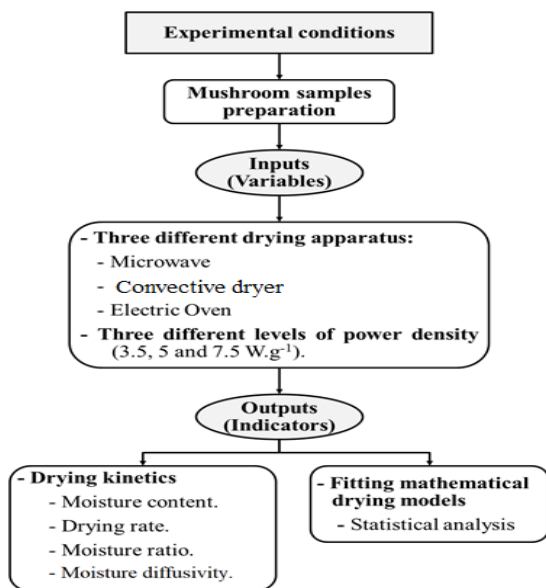 Experimental conditions
Mushroom samples
preparation
Inputs
(Variables)
- Three different drying apparatus:
- Microwave
- Convective dryer
- Electric Oven
- Three different levels of power density
(3.5, 5 and 7.5 W.g⁻¹).
Outputs
(Indicators)
- Drying kinetics
- Moisture content.
- Drying rate.
- Moisture ratio.
- Moisture diffusivity.
- Fitting mathematical
drying models
- Statistical analysis